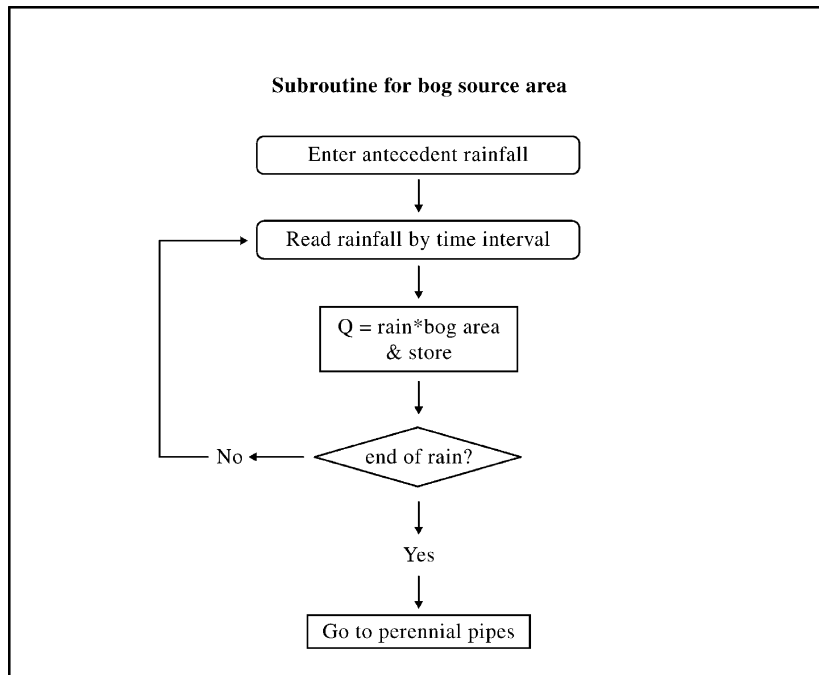 Subroutine for bog source area
Enter antecedent rainfall
Read rainfall by time interval
Q = rain*bog area
& store
end of rain?
No
Yes
Go to perennial pipes